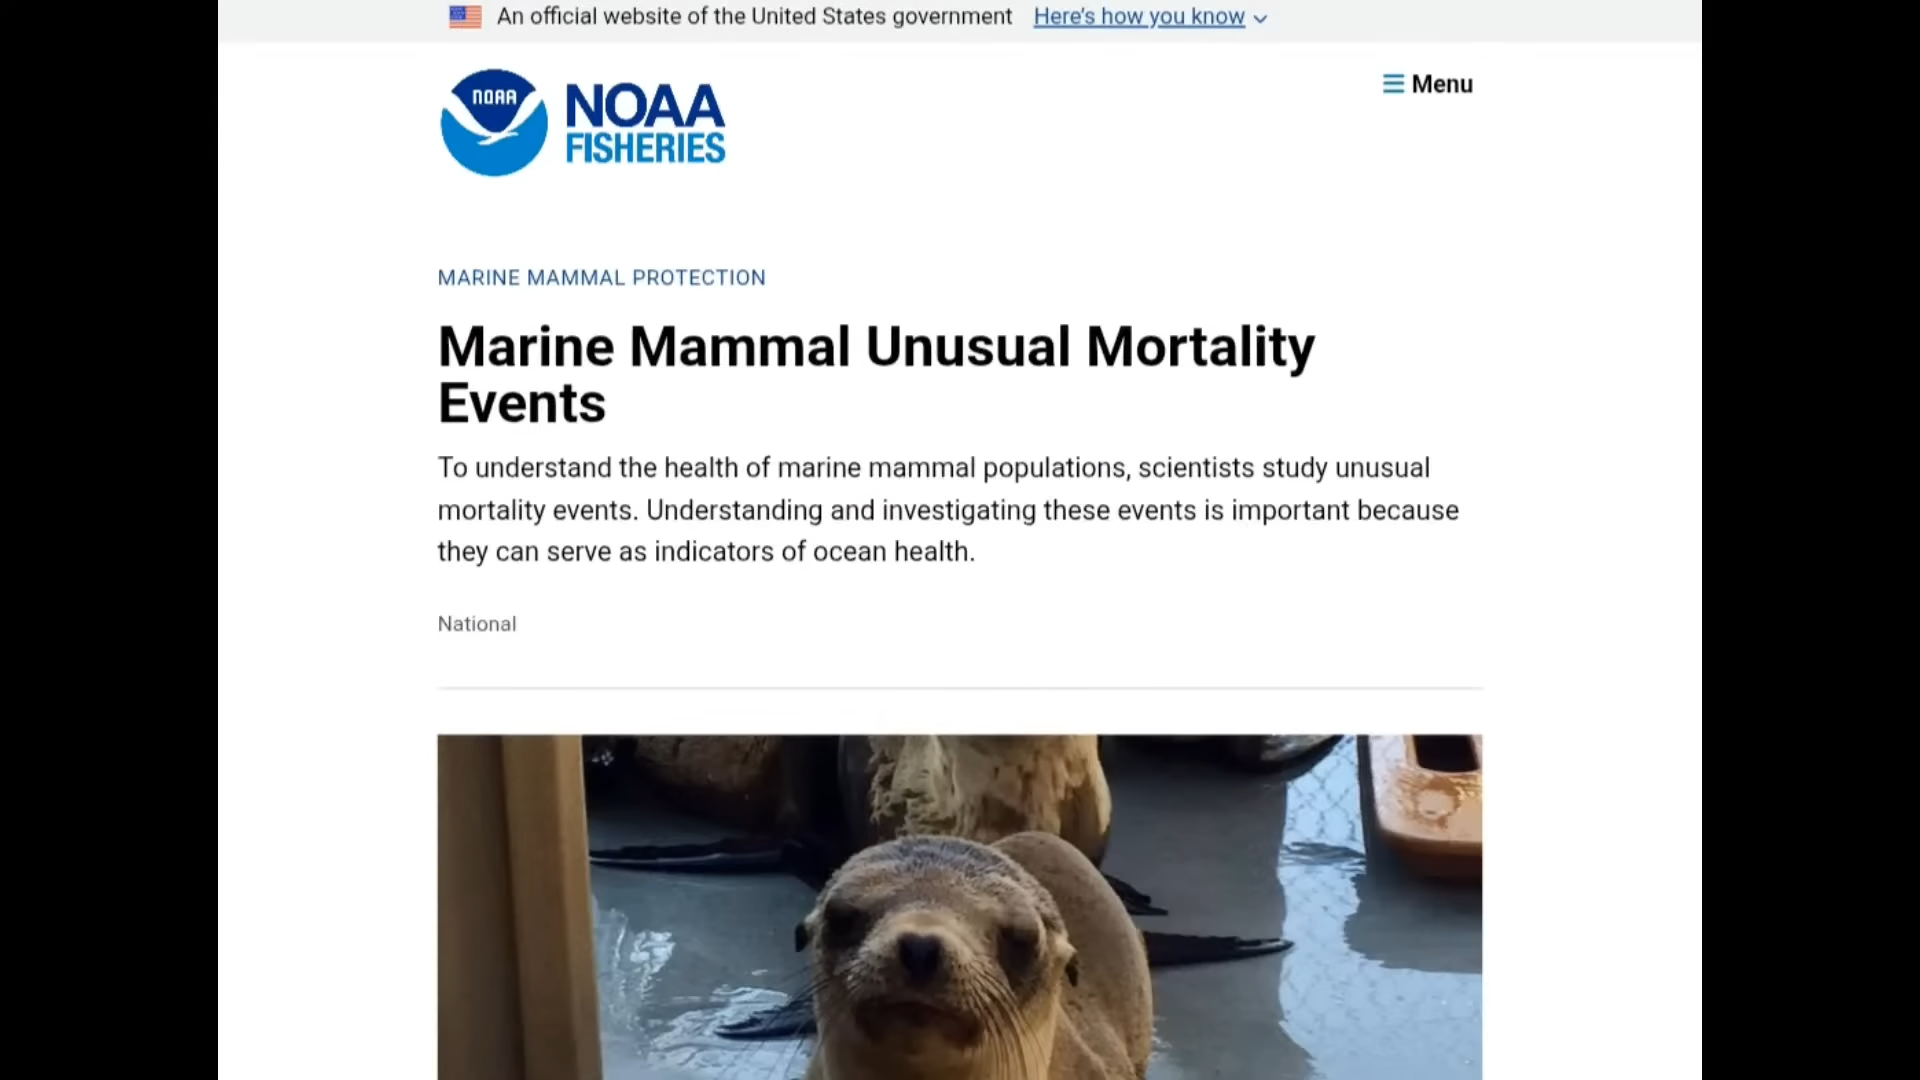 An official website of the United States government Here’s how you know
NOAA
NOAA
FISHERIES
Menu
MARINE MAMMAL PROTECTION
Marine Mammal Unusual Mortality
Events
To understand the health of marine mammal populations, scientists study unusual
mortality events. Understanding and investigating these events is important because
they can serve as indicators of ocean health.
National